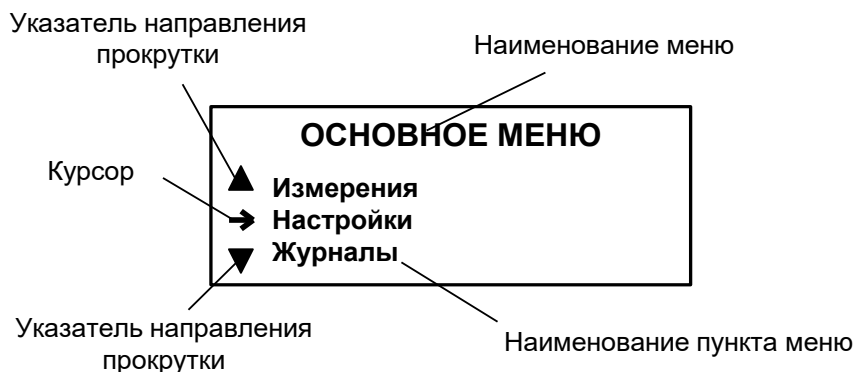 Указатель направления
прокрутки
Наименование меню
ОСНОВНОЕ МЕНЮ
Курсор
Измерения
Настройки
Журналы
Указатель направления
прокрутки
Наименование пункта меню